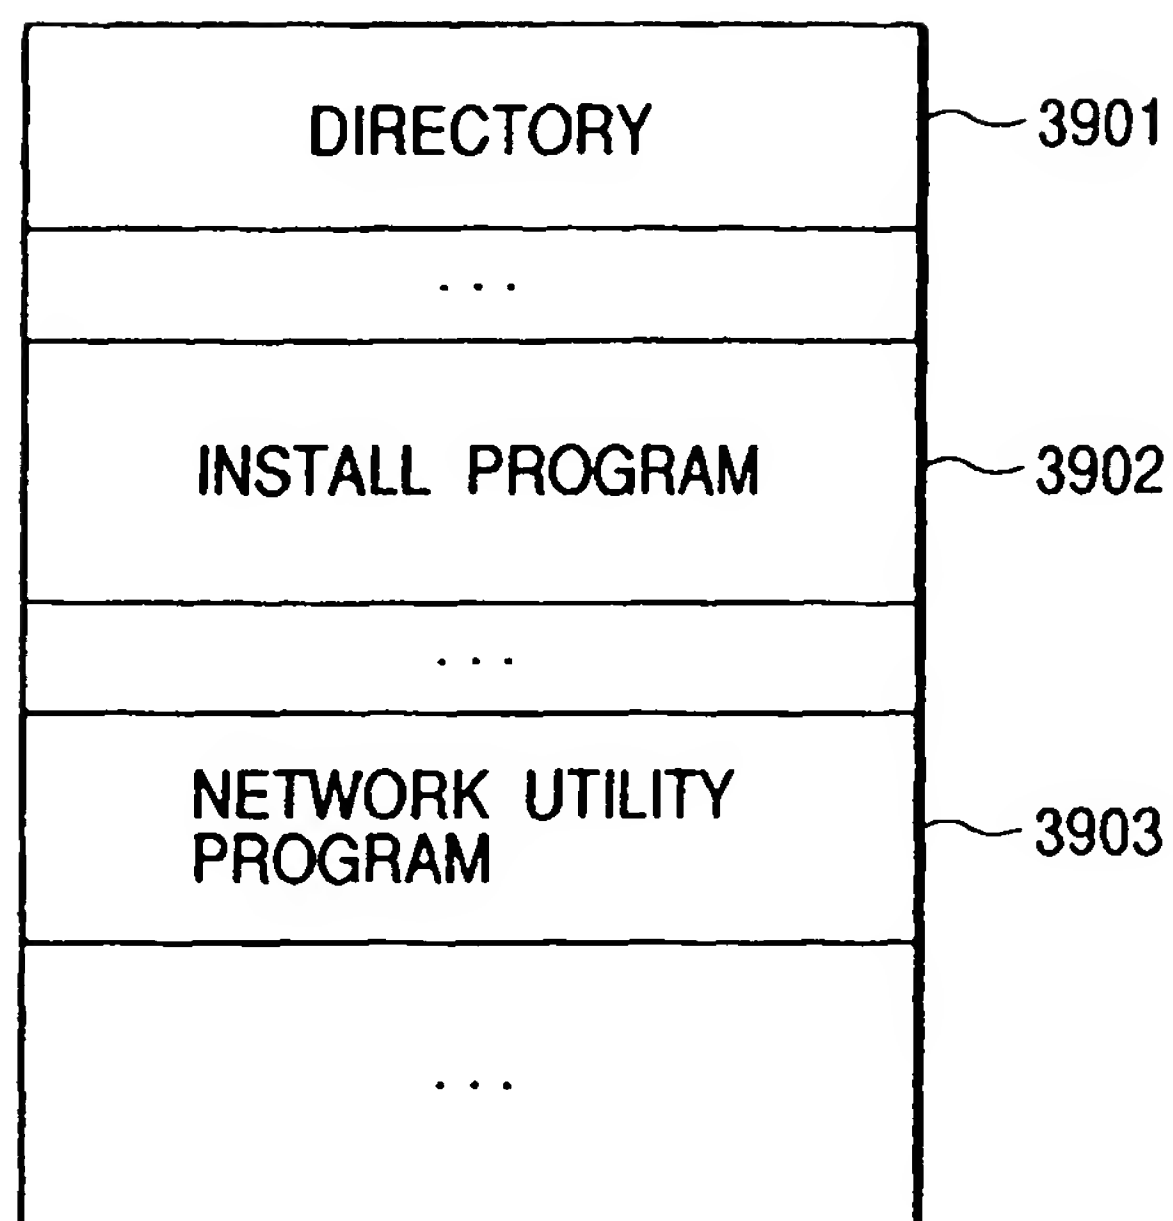 DIRECTORY
3901
...
INSTALL PROGRAM
3902
...
NETWORK UTILITY
PROGRAM
3903
...